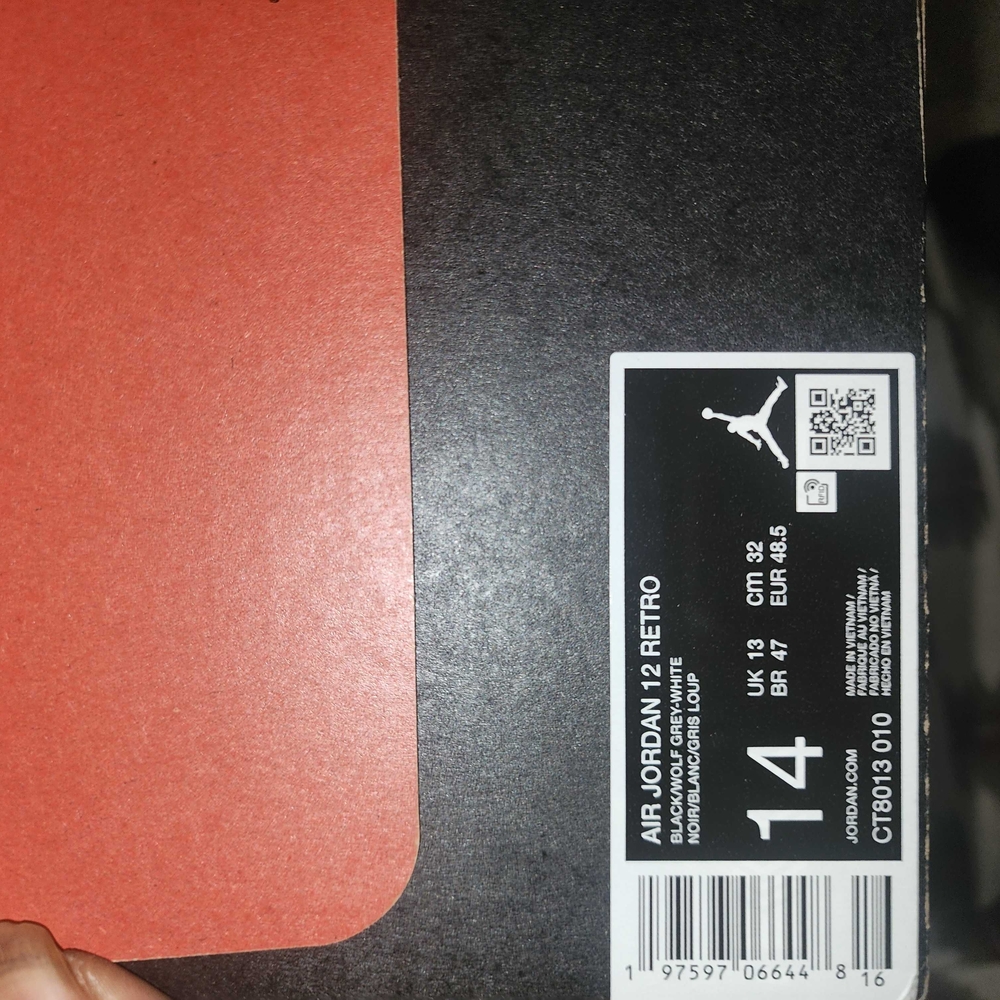 AIR JORDAN 12 RETRO
BLACK/WOLF GREY-WHITE
NOIR/BLANC/GRIS LOUP
14
UK 13 cm 32
BR 47 EUR 48.5
RFID
JORDAN.COM
CT8013 010
MADE IN VIETNAM /
FABRIQUE AU VIETNAM /
FABRICADO NO VIETNÃ /
HECHO EN VIETNAM
1 97597 06644 8 16